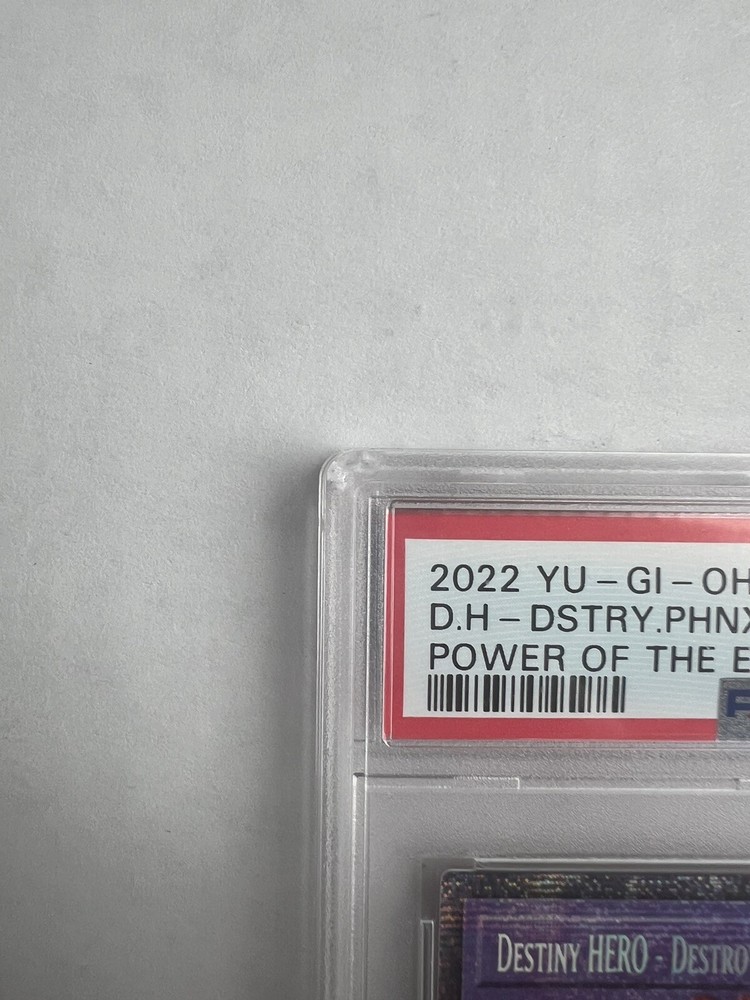 2022 YU-GI-OH
D.H-DSTRY.PHNX
POWER OF THE E
DESTINY HERO - DESTRO